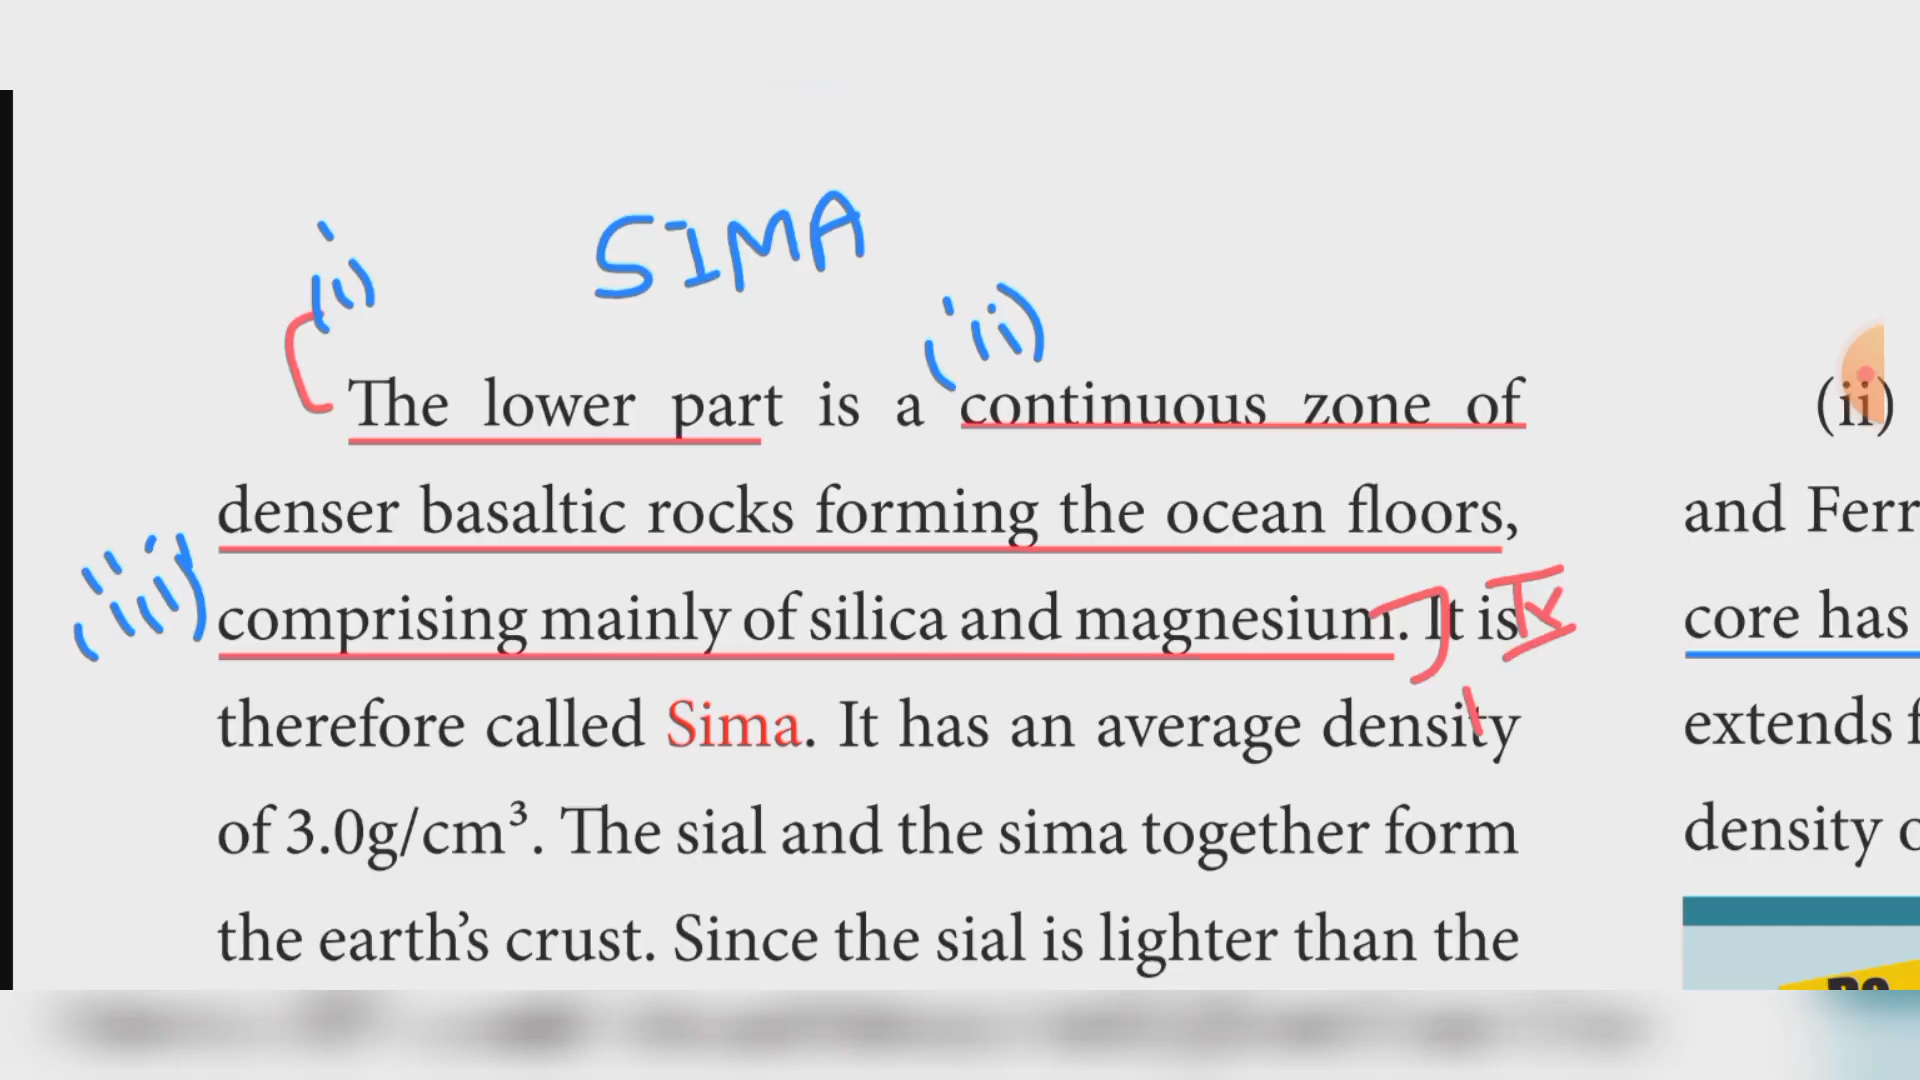 SIMA
(i)
(ii)
The lower part is a continuous zone of
denser basaltic rocks forming the ocean floors,
(iii)
comprising mainly of silica and magnesium. It is
therefore called Sima. It has an average density
of 3.0g/cm³. The sial and the sima together form
the earth’s crust. Since the sial is lighter than the
(ii)
and Ferr
core has
extends f
density o